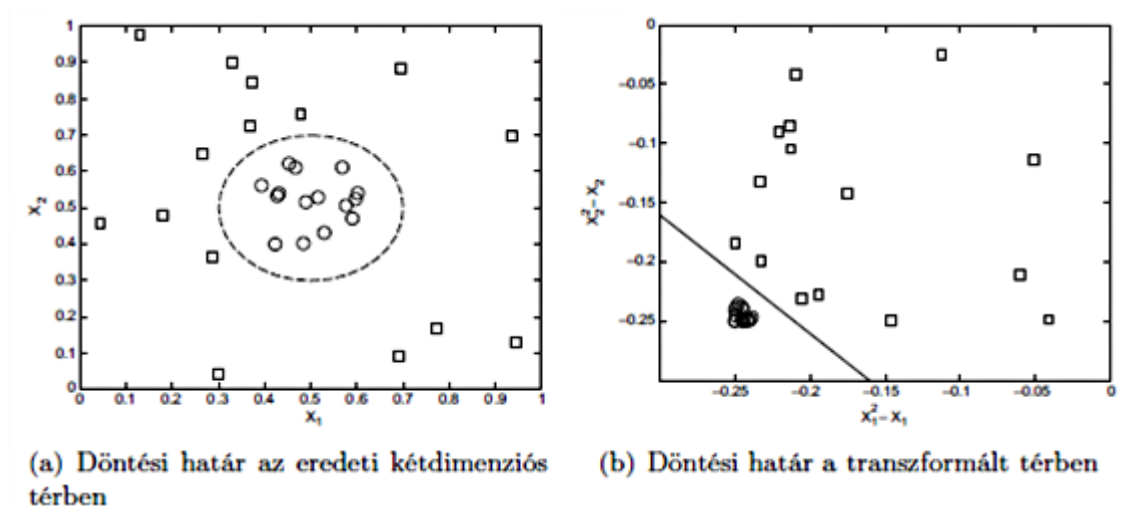 1
0.9
0.8
0.7
0.6
0.5
0.4
0.3
0.2
0.1
0
0 0.1 0.2 0.3 0.4 0.5 0.6 0.7 0.8 0.9 1
X₂
X₁
(a) Döntési határ az eredeti kétdimenziós
térben
0
−0.05
−0.1
−0.15
−0.2
−0.25
−0.25 −0.2 −0.15 −0.1 −0.05 0
X₂² − X₂
X₁² − X₁
(b) Döntési határ a transzformált térben